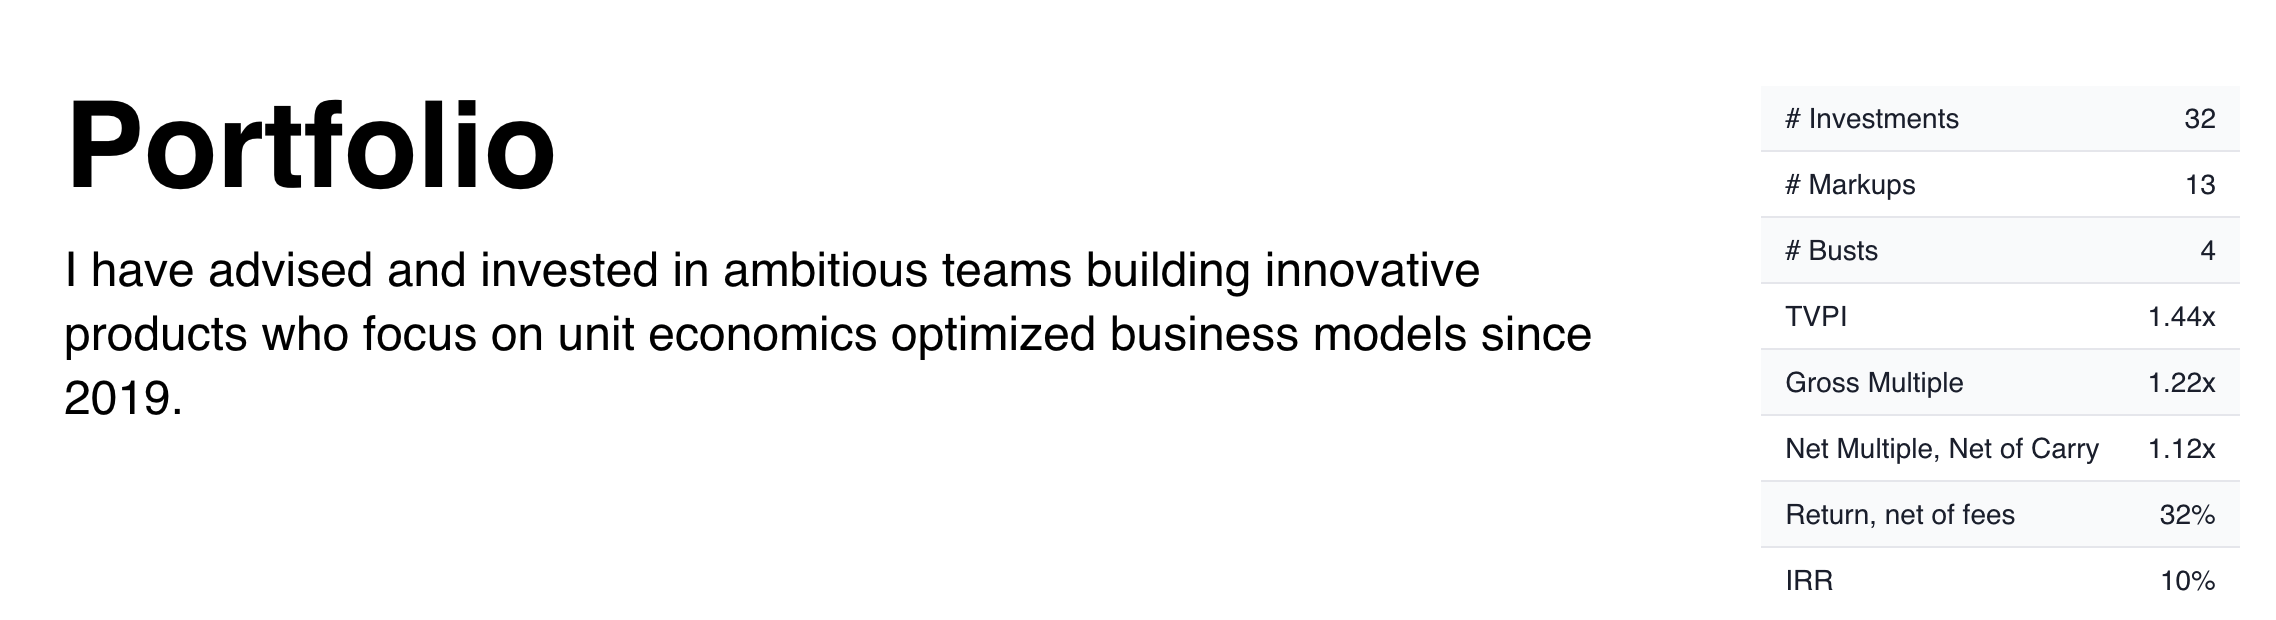 Portfolio
I have advised and invested in ambitious teams building innovative
products who focus on unit economics optimized business models since
2019.
# Investments 32
# Markups 13
# Busts 4
TVPI 1.44x
Gross Multiple 1.22x
Net Multiple, Net of Carry 1.12x
Return, net of fees 32%
IRR 10%